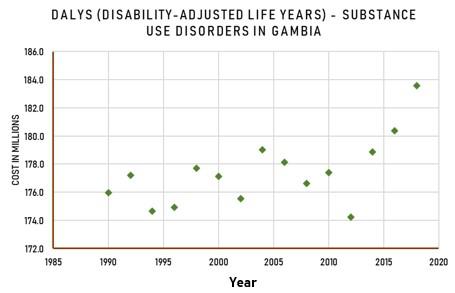 DALYS (DISABILITY-ADJUSTED LIFE YEARS) - SUBSTANCE
USE DISORDERS IN GAMBIA
COST IN MILLIONS
186.0
184.0
182.0
180.0
178.0
176.0
174.0
172.0
1985 1990 1995 2000 2005 2010 2015 2020
Year